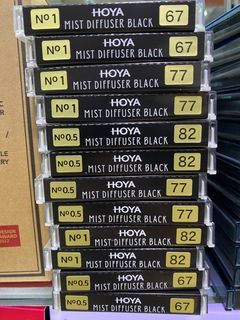 No1 HOYA MIST DIFFUSER BLACK 67
No1 HOYA MIST DIFFUSER BLACK 67
No1 HOYA MIST DIFFUSER BLACK 77
No1 HOYA MIST DIFFUSER BLACK 77
No0.5 HOYA MIST DIFFUSER BLACK 82
No0.5 HOYA MIST DIFFUSER BLACK 82
No0.5 HOYA MIST DIFFUSER BLACK 77
No0.5 HOYA MIST DIFFUSER BLACK 77
No1 HOYA MIST DIFFUSER BLACK 82
No1 HOYA MIST DIFFUSER BLACK 82
No0.5 HOYA MIST DIFFUSER BLACK 67
No0.5 HOYA MIST DIFFUSER BLACK 67